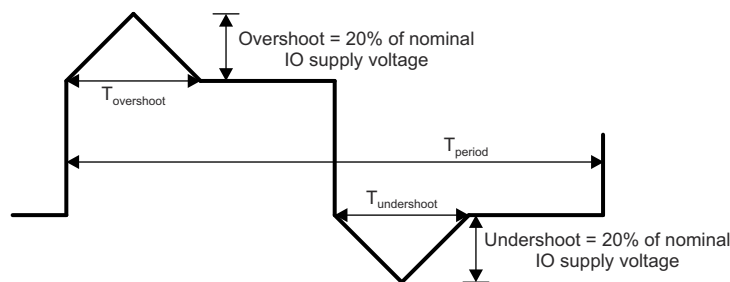 Overshoot = 20% of nominal
IO supply voltage
Tovershoot
Tperiod
Tundershoot
Undershoot = 20% of nominal
IO supply voltage